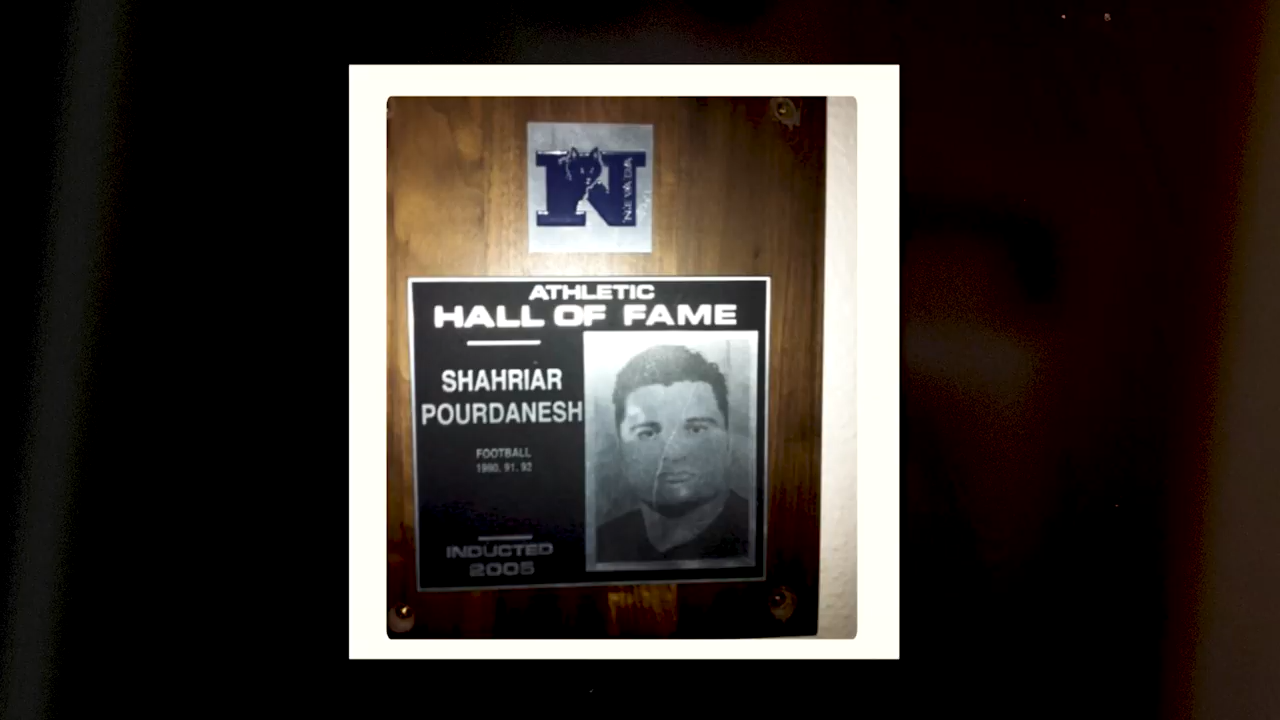 NEVADA
ATHLETIC
HALL OF FAME
SHAHRIAR
POURDANESH
FOOTBALL
1990, 91, 92
INDUCTED
2005